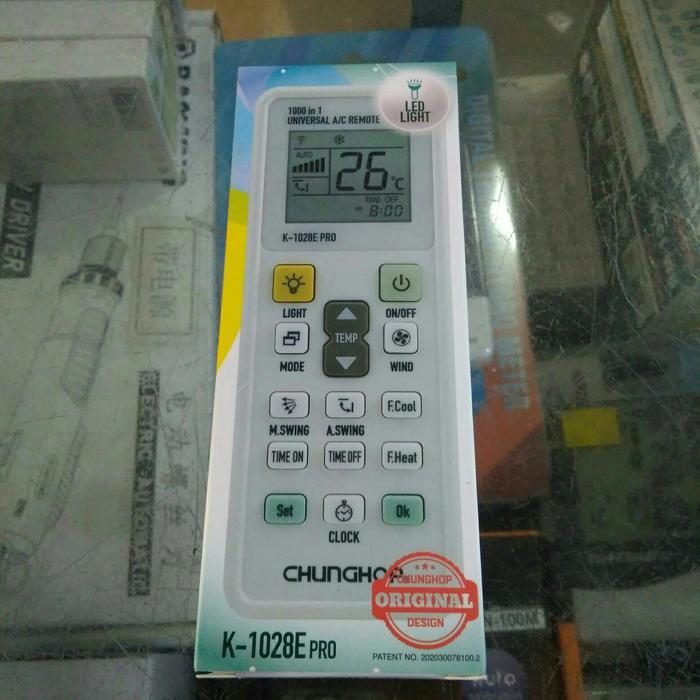 LED
LIGHT
1000 in 1
UNIVERSAL A/C REMOTE
AUTO
26°C
TIME OFF
AM 8:00
K-1028E PRO
LIGHT
ON/OFF
TEMP
MODE
WIND
F.Cool
M.SWING
A.SWING
TIME ON
TIME OFF
F.Heat
Set
Ok
CLOCK
CHUNGHOP
CHUNGHOP
ORIGINAL
DESIGN
K-1028E PRO
PATENT NO. 202030078100.2
DRIVER